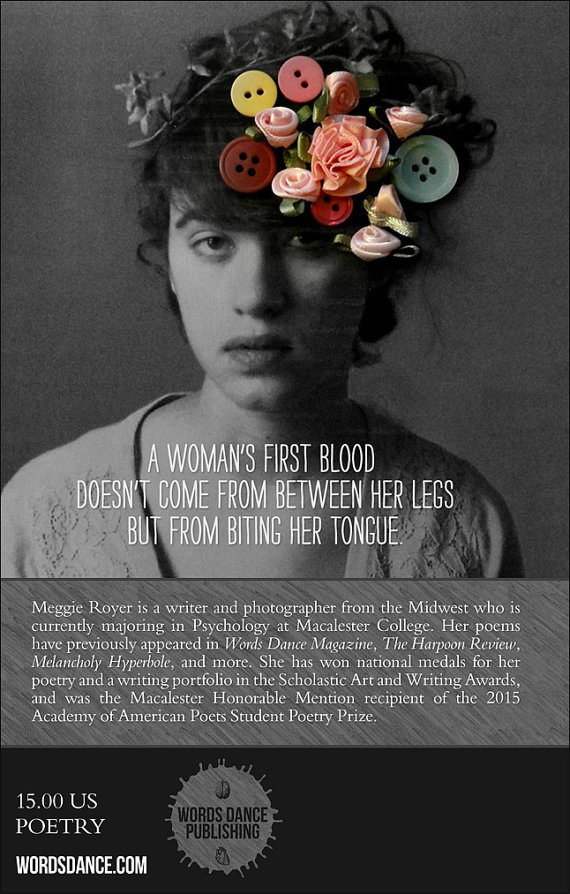 A WOMAN'S FIRST BLOOD
DOESN'T COME FROM BETWEEN HER LEGS
BUT FROM BITING HER TONGUE.
Meggie Royer is a writer and photographer from the Midwest who is
currently majoring in Psychology at Macalester College. Her poems
have previously appeared in Words Dance Magazine, The Harpoon Review,
Melancholy Hyperbole, and more. She has won national medals for her
poetry and a writing portfolio in the Scholastic Art and Writing Awards,
and was the Macalester Honorable Mention recipient of the 2015
Academy of American Poets Student Poetry Prize.
15.00 US
POETRY
WORDSDANCE.COM
WORDS DANCE
PUBLISHING